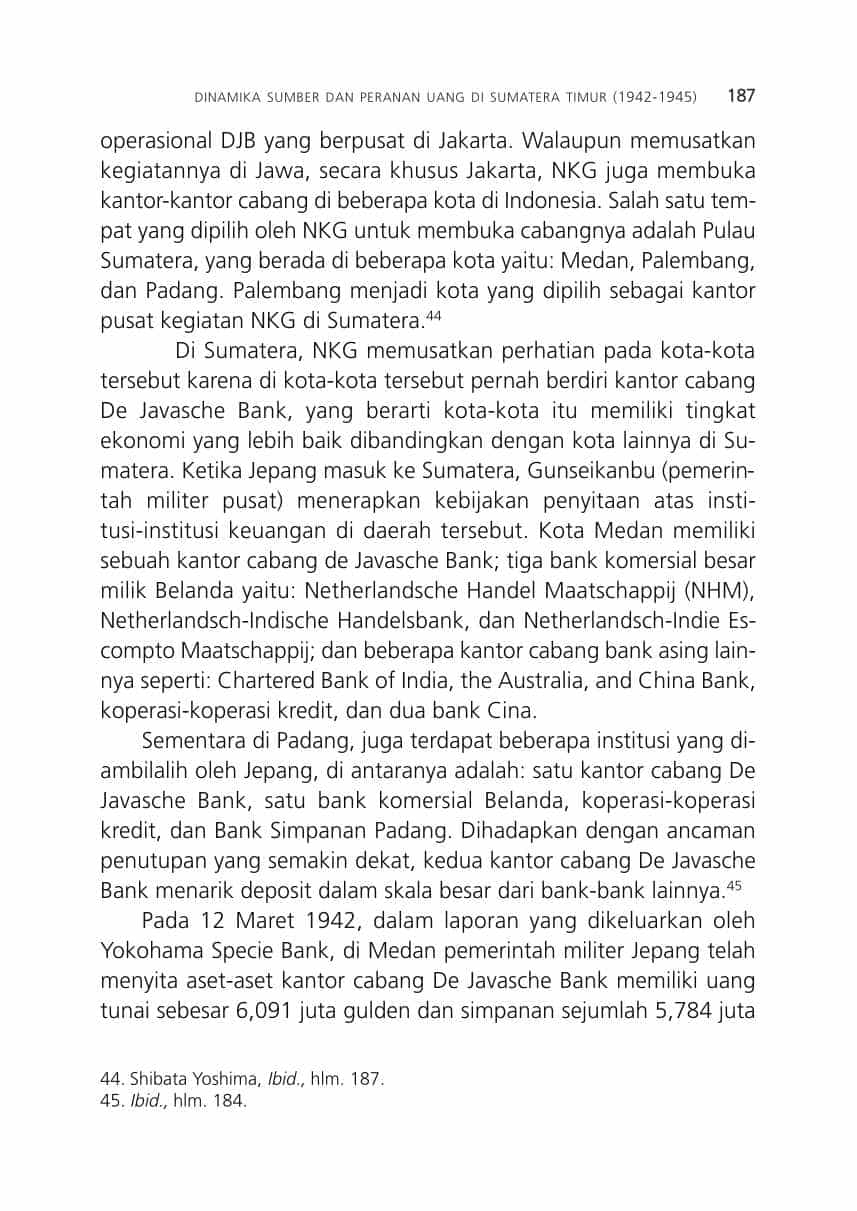 DINAMIKA SUMBER DAN PERANAN UANG DI SUMATERA TIMUR (1942-1945) 187
operasional DJB yang berpusat di Jakarta. Walaupun memusatkan
kegiatannya di Jawa, secara khusus Jakarta, NKG juga membuka
kantor-kantor cabang di beberapa kota di Indonesia. Salah satu tem-
pat yang dipilih oleh NKG untuk membuka cabangnya adalah Pulau
Sumatera, yang berada di beberapa kota yaitu: Medan, Palembang,
dan Padang. Palembang menjadi kota yang dipilih sebagai kantor
pusat kegiatan NKG di Sumatera.44
Di Sumatera, NKG memusatkan perhatian pada kota-kota
tersebut karena di kota-kota tersebut pernah berdiri kantor cabang
De Javasche Bank, yang berarti kota-kota itu memiliki tingkat
ekonomi yang lebih baik dibandingkan dengan kota lainnya di Su-
matera. Ketika Jepang masuk ke Sumatera, Gunseikanbu (pemerin-
tah militer pusat) menerapkan kebijakan penyitaan atas insti-
tusi-institusi keuangan di daerah tersebut. Kota Medan memiliki
sebuah kantor cabang de Javasche Bank; tiga bank komersial besar
milik Belanda yaitu: Netherlandsche Handel Maatschappij (NHM),
Netherlandsch-Indische Handelsbank, dan Netherlandsch-Indie Es-
compto Maatschappij; dan beberapa kantor cabang bank asing lain-
nya seperti: Chartered Bank of India, the Australia, and China Bank,
koperasi-koperasi kredit, dan dua bank Cina.
Sementara di Padang, juga terdapat beberapa institusi yang di-
ambilalih oleh Jepang, di antaranya adalah: satu kantor cabang De
Javasche Bank, satu bank komersial Belanda, koperasi-koperasi
kredit, dan Bank Simpanan Padang. Dihadapkan dengan ancaman
penutupan yang semakin dekat, kedua kantor cabang De Javasche
Bank menarik deposit dalam skala besar dari bank-bank lainnya.45
Pada 12 Maret 1942, dalam laporan yang dikeluarkan oleh
Yokohama Specie Bank, di Medan pemerintah militer Jepang telah
menyita aset-aset kantor cabang De Javasche Bank memiliki uang
tunai sebesar 6,091 juta gulden dan simpanan sejumlah 5,784 juta
44. Shibata Yoshima, Ibid., hlm. 187.
45. Ibid., hlm. 184.